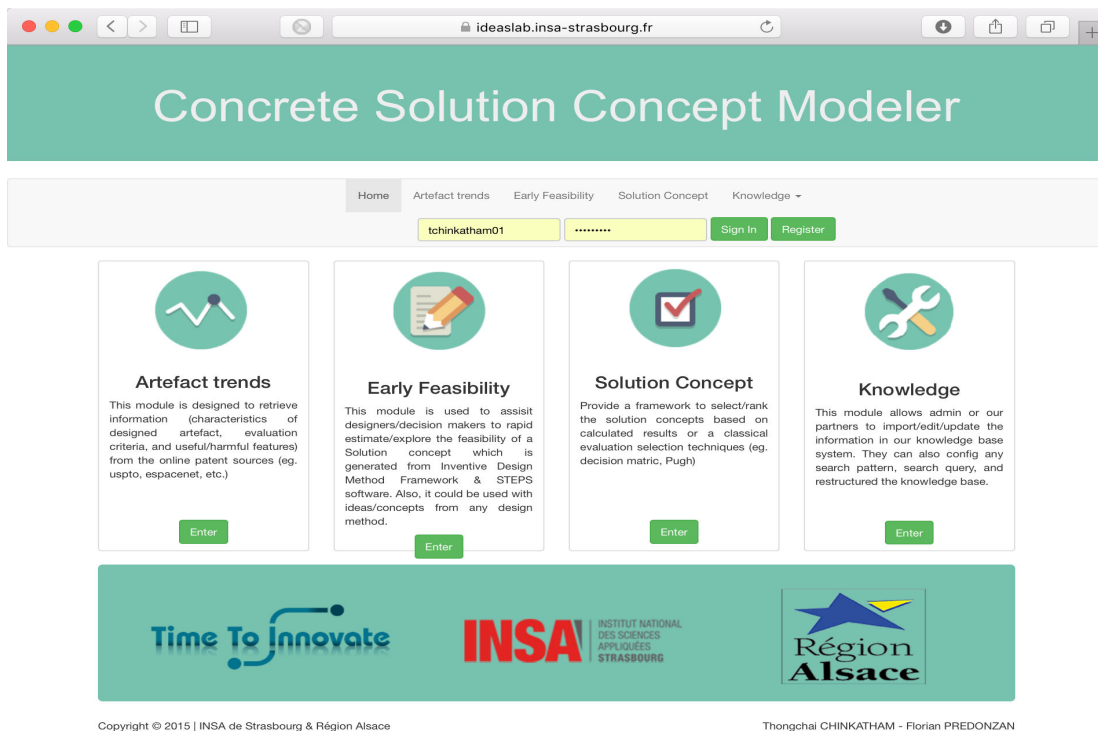 ideaslab.insa-strasbourg.fr
Concrete Solution Concept Modeler
Home Artefact trends Early Feasibility Solution Concept Knowledge
tchinkatham01 ••••••••• Sign In Register
Artefact trends
This module is designed to retrieve
information (characteristics of
designed artefact, evaluation
criteria, and useful/harmful features)
from the online patent sources (eg.
uspto, espacenet, etc.)
Enter
Early Feasibility
This module is used to assisit
designers/decision makers to rapid
estimate/explore the feasibility of a
Solution concept which is
generated from Inventive Design
Method Framework & STEPS
software. Also, it could be used with
ideas/concepts from any design
method.
Enter
Solution Concept
Provide a framework to select/rank
the solution concepts based on
calculated results or a classical
evaluation selection techniques (eg.
decision matric, Pugh)
Enter
Knowledge
This module allows admin or our
partners to import/edit/update the
information in our knowledge base
system. They can also config any
search pattern, search query, and
restructured the knowledge base.
Enter
Time To Innovate
INSA
INSTITUT NATIONAL
DES SCIENCES
APPLIQUÉES
STRASBOURG
Région
Alsace
Copyright © 2015 | INSA de Strasbourg & Région Alsace
Thongchai CHINKATHAM - Florian PREDONZAN